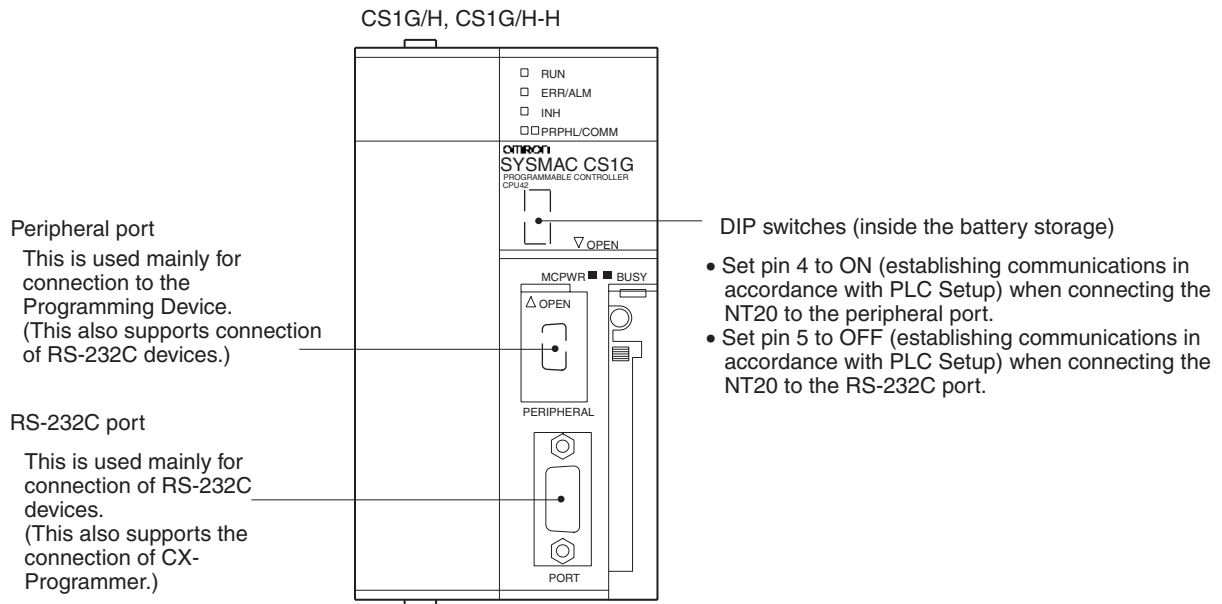 CS1G/H, CS1G/H-H
RUN
ERR/ALM
INH
PRPHL/COMM
OMRON
SYSMAC CS1G
PROGRAMMABLE CONTROLLER
CPU42
▽ OPEN
MCPWR ■ ■ BUSY
△ OPEN
PERIPHERAL
PORT
Peripheral port
This is used mainly for
connection to the
Programming Device.
(This also supports connection
of RS-232C devices.)
RS-232C port
This is used mainly for
connection of RS-232C
devices.
(This also supports the
connection of CX-
Programmer.)
DIP switches (inside the battery storage)
• Set pin 4 to ON (establishing communications in
accordance with PLC Setup) when connecting the
NT20 to the peripheral port.
• Set pin 5 to OFF (establishing communications in
accordance with PLC Setup) when connecting the
NT20 to the RS-232C port.